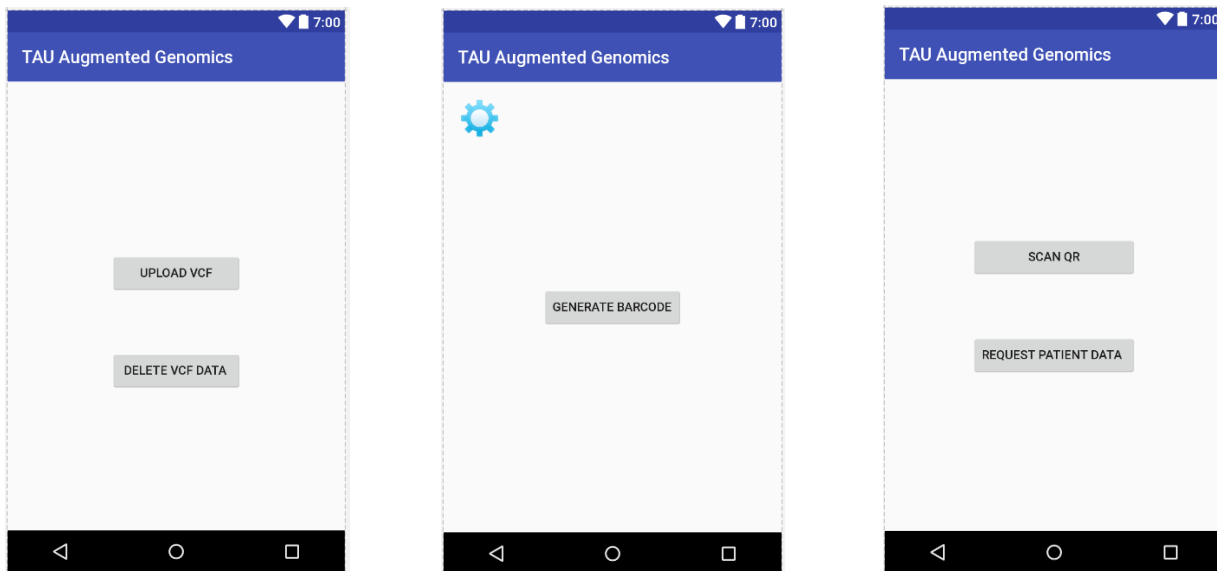 7:00
TAU Augmented Genomics
UPLOAD VCF
DELETE VCF DATA
7:00
TAU Augmented Genomics
GENERATE BARCODE
7:00
TAU Augmented Genomics
SCAN QR
REQUEST PATIENT DATA